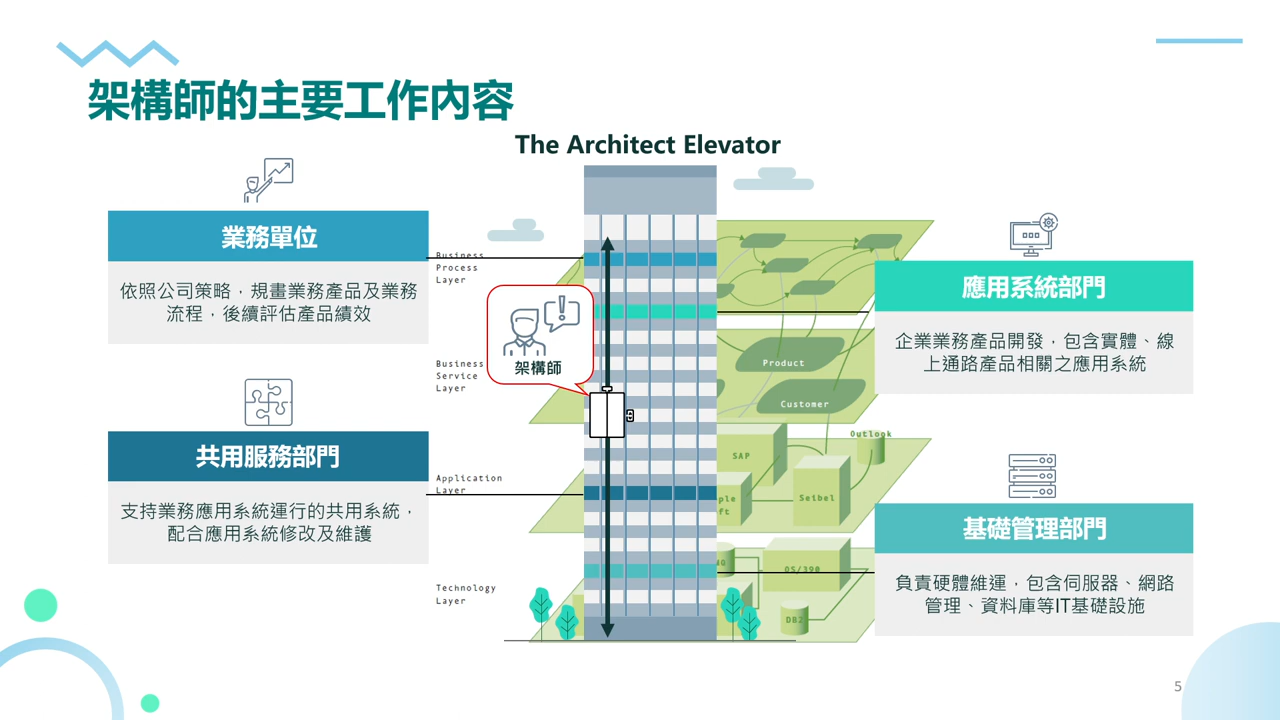 架構師的主要工作內容
The Architect Elevator
業務單位
依照公司策略，規畫業務產品及業務
流程，後續評估產品績效
共用服務部門
支持業務應用系統運行的共用系統，
配合應用系統修改及維護
Business
Process
Layer
Business
Service
Layer
Application
Layer
Technology
Layer
架構師
Product
Customer
Outlook
SAP
Seibel
OS/390
DB2
應用系統部門
企業業務產品開發，包含實體、線
上通路產品相關之應用系統
基礎管理部門
負責硬體維運，包含伺服器、網路
管理、資料庫等IT基礎設施
5